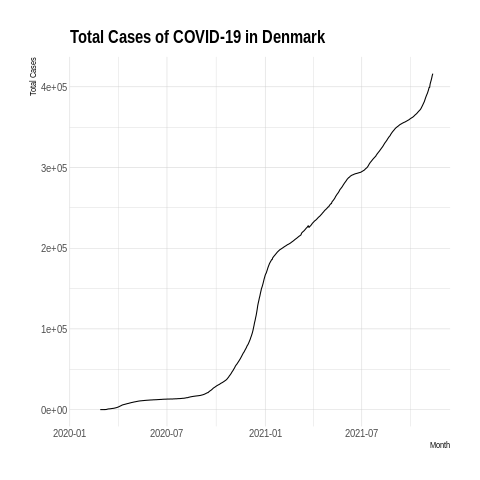 Total Cases of COVID-19 in Denmark
Total Cases
4e+05
3e+05
2e+05
1e+05
0e+00
2020-01 2020-07 2021-01 2021-07
Month